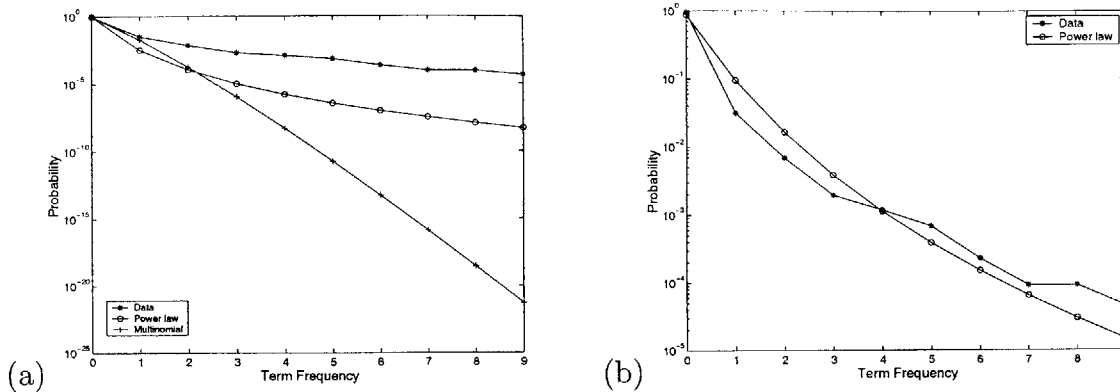 10^0
10^-5
10^-10
10^-15
10^-20
10^-25
Probability
Data
Power law
Multinomial
0 1 2 3 4 5 6 7 8 9
Term Frequency
(a)
10^0
10^-1
10^-2
10^-3
10^-4
10^-5
Probability
Data
Power law
0 1 2 3 4 5 6 7 8
Term Frequency
(b)